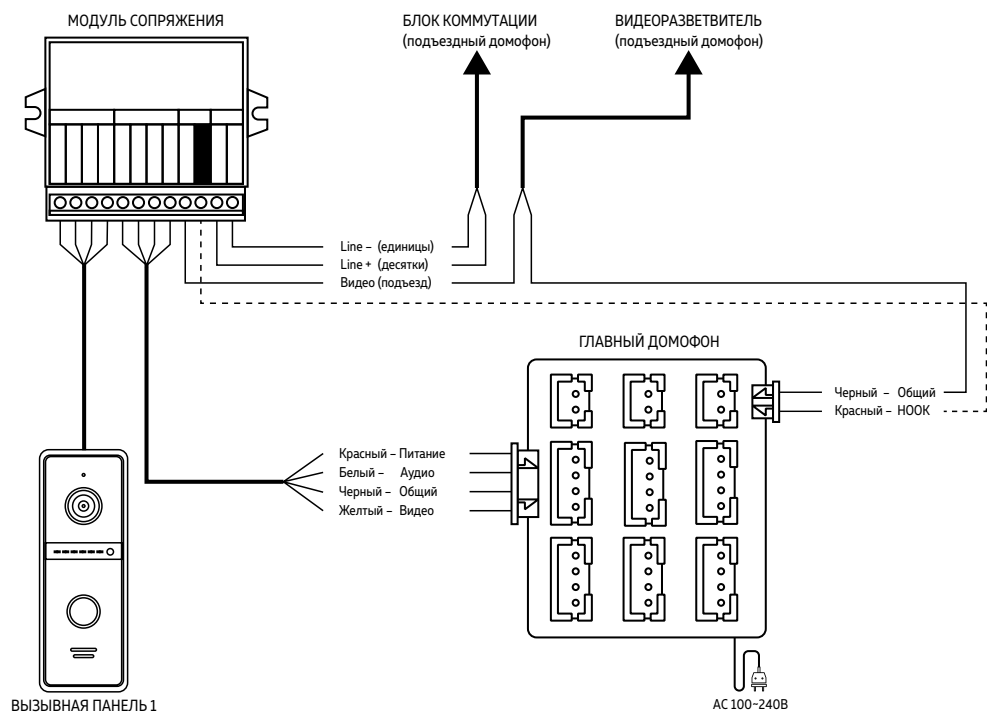 МОДУЛЬ СОПРЯЖЕНИЯ
БЛОК КОММУТАЦИИ
(подъездный домофон)
ВИДЕОРАЗВЕТВИТЕЛЬ
(подъездный домофон)
Line – (единицы)
Line + (десятки)
Видео (подъезд)
ГЛАВНЫЙ ДОМОФОН
Черный – Общий
Красный – HOOK
Красный – Питание
Белый – Аудио
Черный – Общий
Желтый – Видео
ВЫЗЫВНАЯ ПАНЕЛЬ 1
AC 100~240В